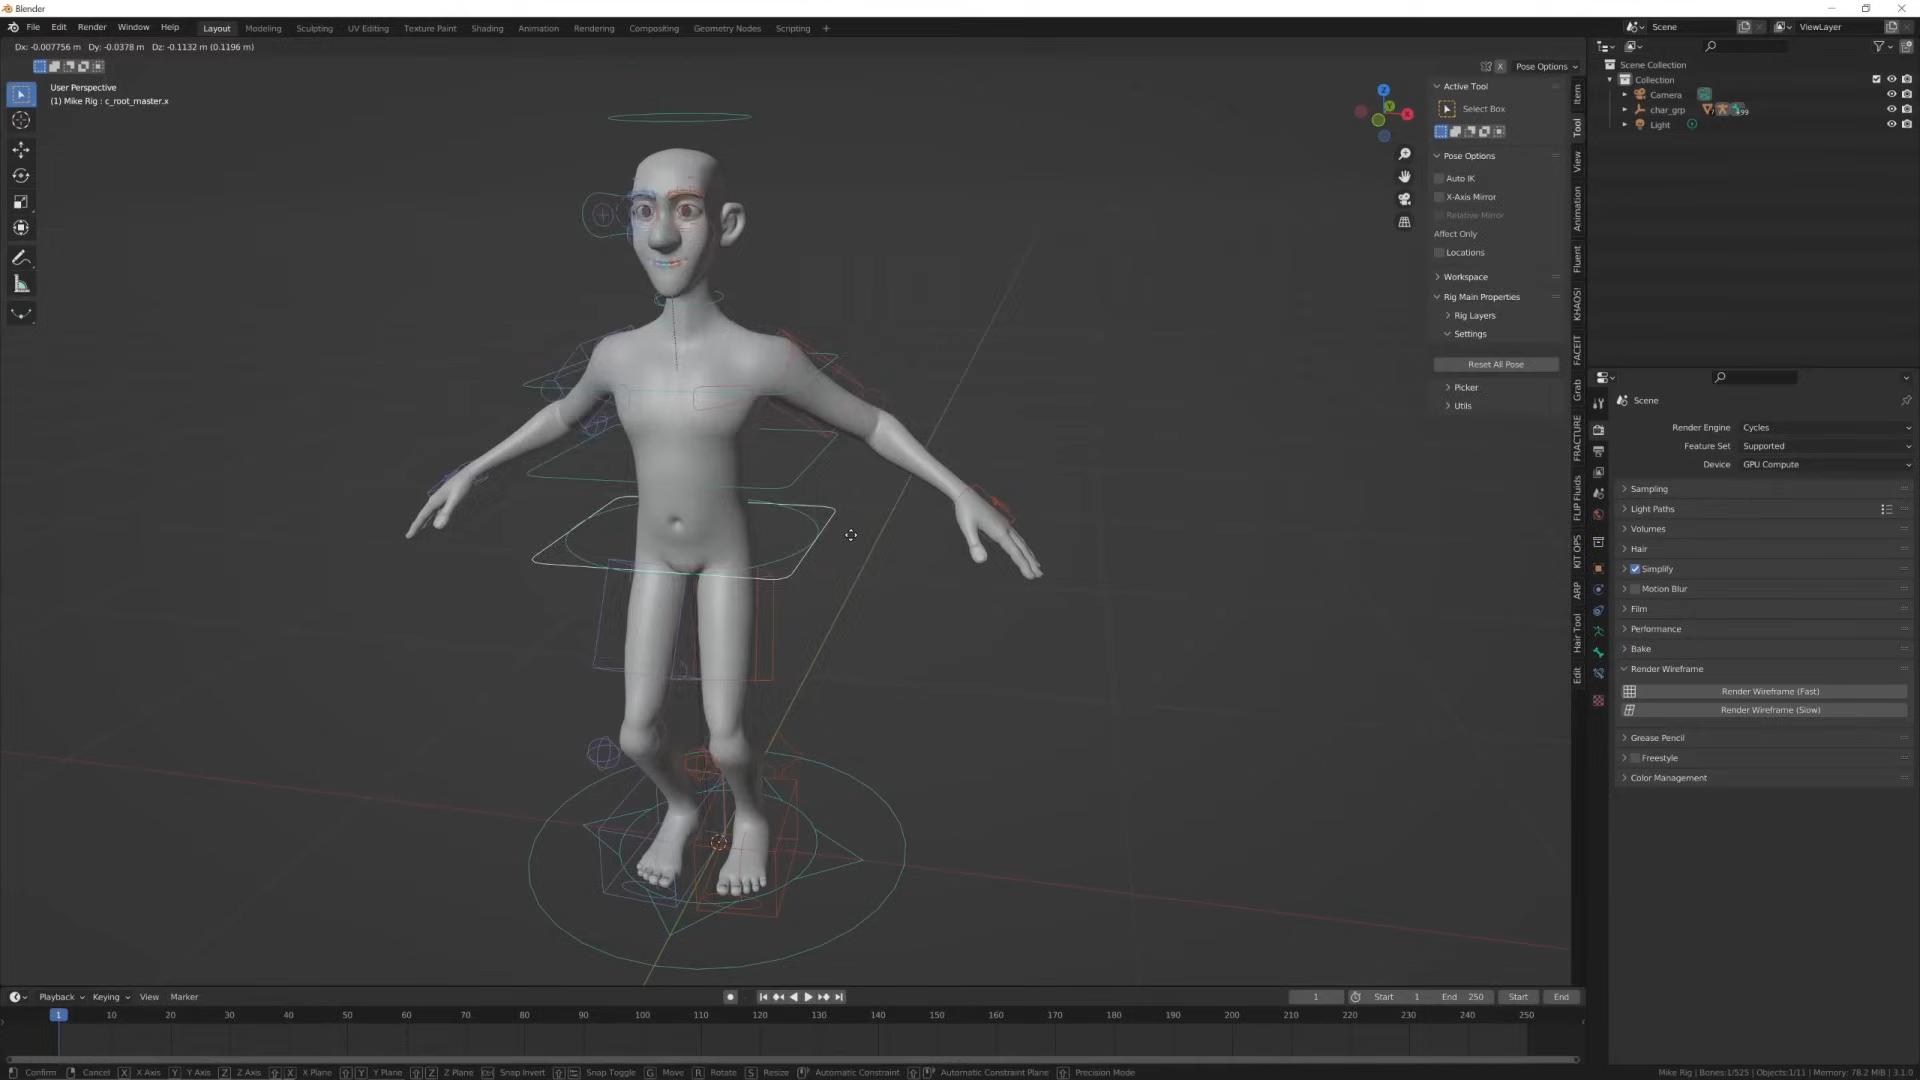 Blender
File Edit Render Window Help Layout Modeling Sculpting UV Editing Texture Paint Shading Animation Rendering Compositing Geometry Nodes Scripting +
Scene ViewLayer
Dx: -0.007756 m Dy: -0.0378 m Dz: -0.1132 m (0.1196 m)
X Pose Options
User Perspective
(1) Mike Rig : c_root_master.x
Z
Y
X
Active Tool
Select Box
Pose Options
Auto IK
X-Axis Mirror
Relative Mirror
Affect Only
Locations
Workspace
Rig Main Properties
Rig Layers
Settings
Reset All Pose
Picker
Utils
Item
Tool
View
Animation
Fluent
KHAOS!
FACEIT
Grab
FRACTURE
FLIP Fluids
KIT OPS
ARP
Hair Tool
Edit
Scene Collection
Collection
Camera
char_grp
Light
Scene
Render Engine Cycles
Feature Set Supported
Device GPU Compute
Sampling
Light Paths
Volumes
Hair
Simplify
Motion Blur
Film
Performance
Bake
Render Wireframe
Render Wireframe (Fast)
Render Wireframe (Slow)
Grease Pencil
Freestyle
Color Management
Playback Keying View Marker
1 Start 1 End 250 Start End
1 10 20 30 40 50 60 70 80 90 100 110 120 130 140 150 160 170 180 190 200 210 220 230 240 250
Confirm Cancel X X Axis Y Y Axis Z Z Axis X X Plane Y Y Plane Z Z Plane Snap Invert Snap Toggle G Move R Rotate S Resize Automatic Constraint Automatic Constraint Plane Precision Mode
Mike Rig | Bones:1/525 | Objects:1/11 | Memory: 78.2 MiB | 3.1.0